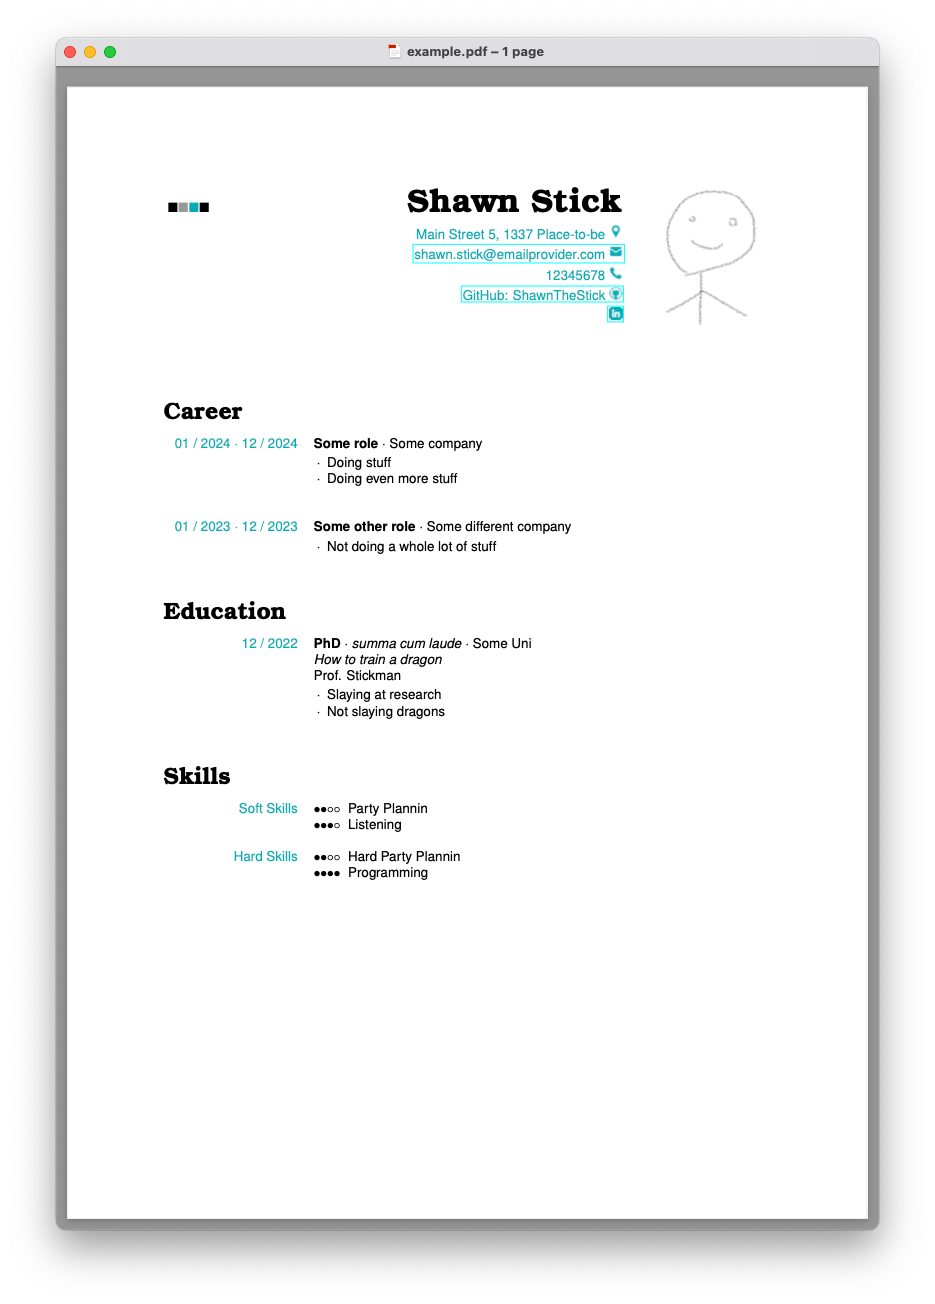 example.pdf – 1 page
Shawn Stick
Main Street 5, 1337 Place-to-be
shawn.stick@emailprovider.com
12345678
GitHub: ShawnTheStick
in
Career
01 / 2024 · 12 / 2024 Some role · Some company
· Doing stuff
· Doing even more stuff
01 / 2023 · 12 / 2023 Some other role · Some different company
· Not doing a whole lot of stuff
Education
12 / 2022 PhD · summa cum laude · Some Uni
How to train a dragon
Prof. Stickman
· Slaying at research
· Not slaying dragons
Skills
Soft Skills ●●○○ Party Plannin
●●●○ Listening
Hard Skills ●●○○ Hard Party Plannin
●●●● Programming